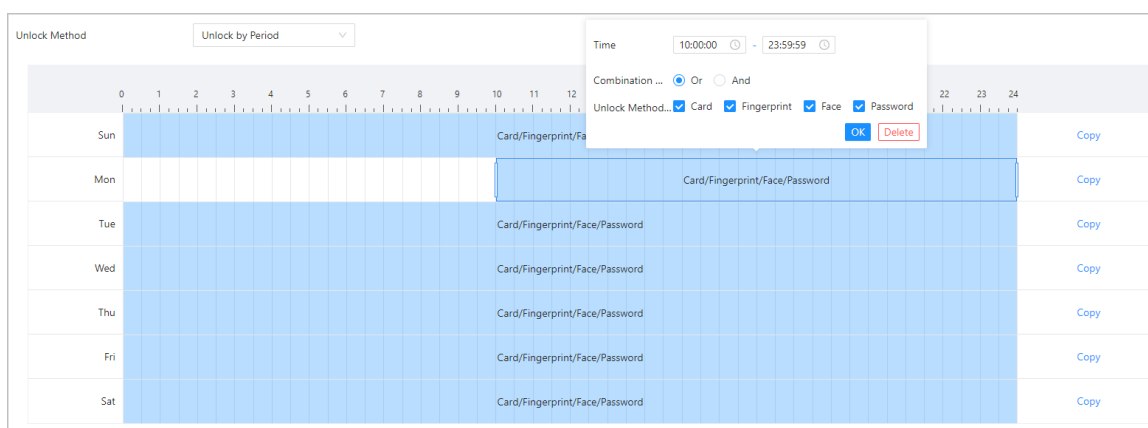 Unlock Method Unlock by Period
Time 10:00:00 - 23:59:59
Combination ... Or And
Unlock Method... Card Fingerprint Face Password
OK Delete
0 1 2 3 4 5 6 7 8 9 10 11 12 22 23 24
Sun Card/Fingerprint/Fa Copy
Mon Card/Fingerprint/Face/Password Copy
Tue Card/Fingerprint/Face/Password Copy
Wed Card/Fingerprint/Face/Password Copy
Thu Card/Fingerprint/Face/Password Copy
Fri Card/Fingerprint/Face/Password Copy
Sat Card/Fingerprint/Face/Password Copy